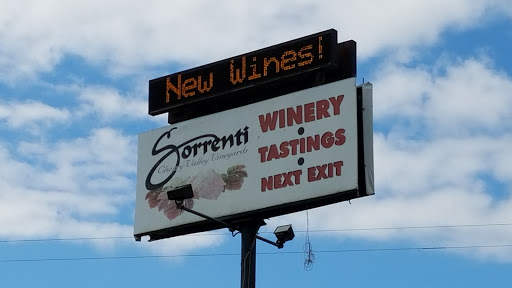 New Wines!
Sorrenti
Cherry Valley Vineyards
WINERY
TASTINGS
NEXT EXIT